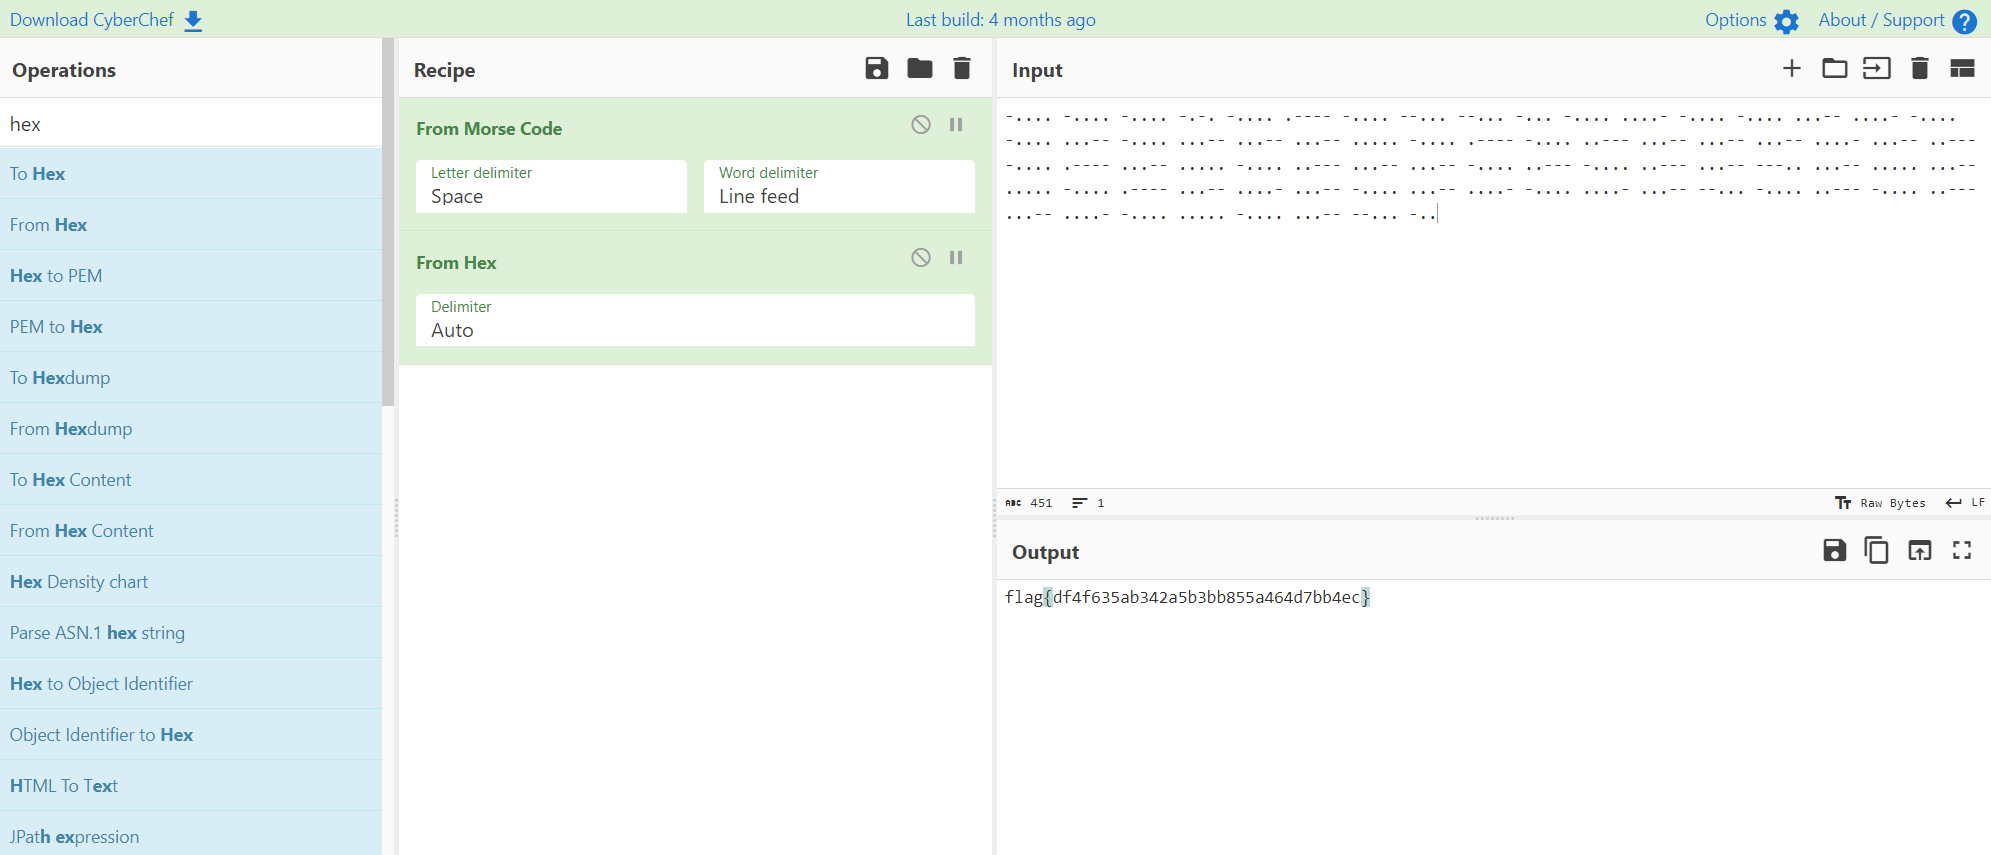 Download CyberChef
Last build: 4 months ago
Options
About / Support
Operations
hex
To Hex
From Hex
Hex to PEM
PEM to Hex
To Hexdump
From Hexdump
To Hex Content
From Hex Content
Hex Density chart
Parse ASN.1 hex string
Hex to Object Identifier
Object Identifier to Hex
HTML To Text
JPath expression
Recipe
From Morse Code
Letter delimiter
Space
Word delimiter
Line feed
From Hex
Delimiter
Auto
Input
-.... -.... -.... -.-. -.... .---- -.... --... --... -... -.... ....- -.... -.... ...-- ....- -....
-.... ...-- -.... ...-- ...-- ...-- ..... -.... .---- -.... ..--- ...-- ...-- ...-- ....- ...-- ..---
-.... .---- ...-- ..... -.... ..--- ...-- ...-- -.... ..--- -.... ..--- ...-- ---.. ...-- ..... ...--
..... -.... .---- ...-- ....- ...-- -.... ...-- ....- -.... ....- ...-- --... -.... ..--- -.... ..---
...-- ....- -.... ..... -.... ...-- --... -..
ABC 451
1
Tт Raw Bytes
LF
Output
flag{df4f635ab342a5b3bb855a464d7bb4ec}